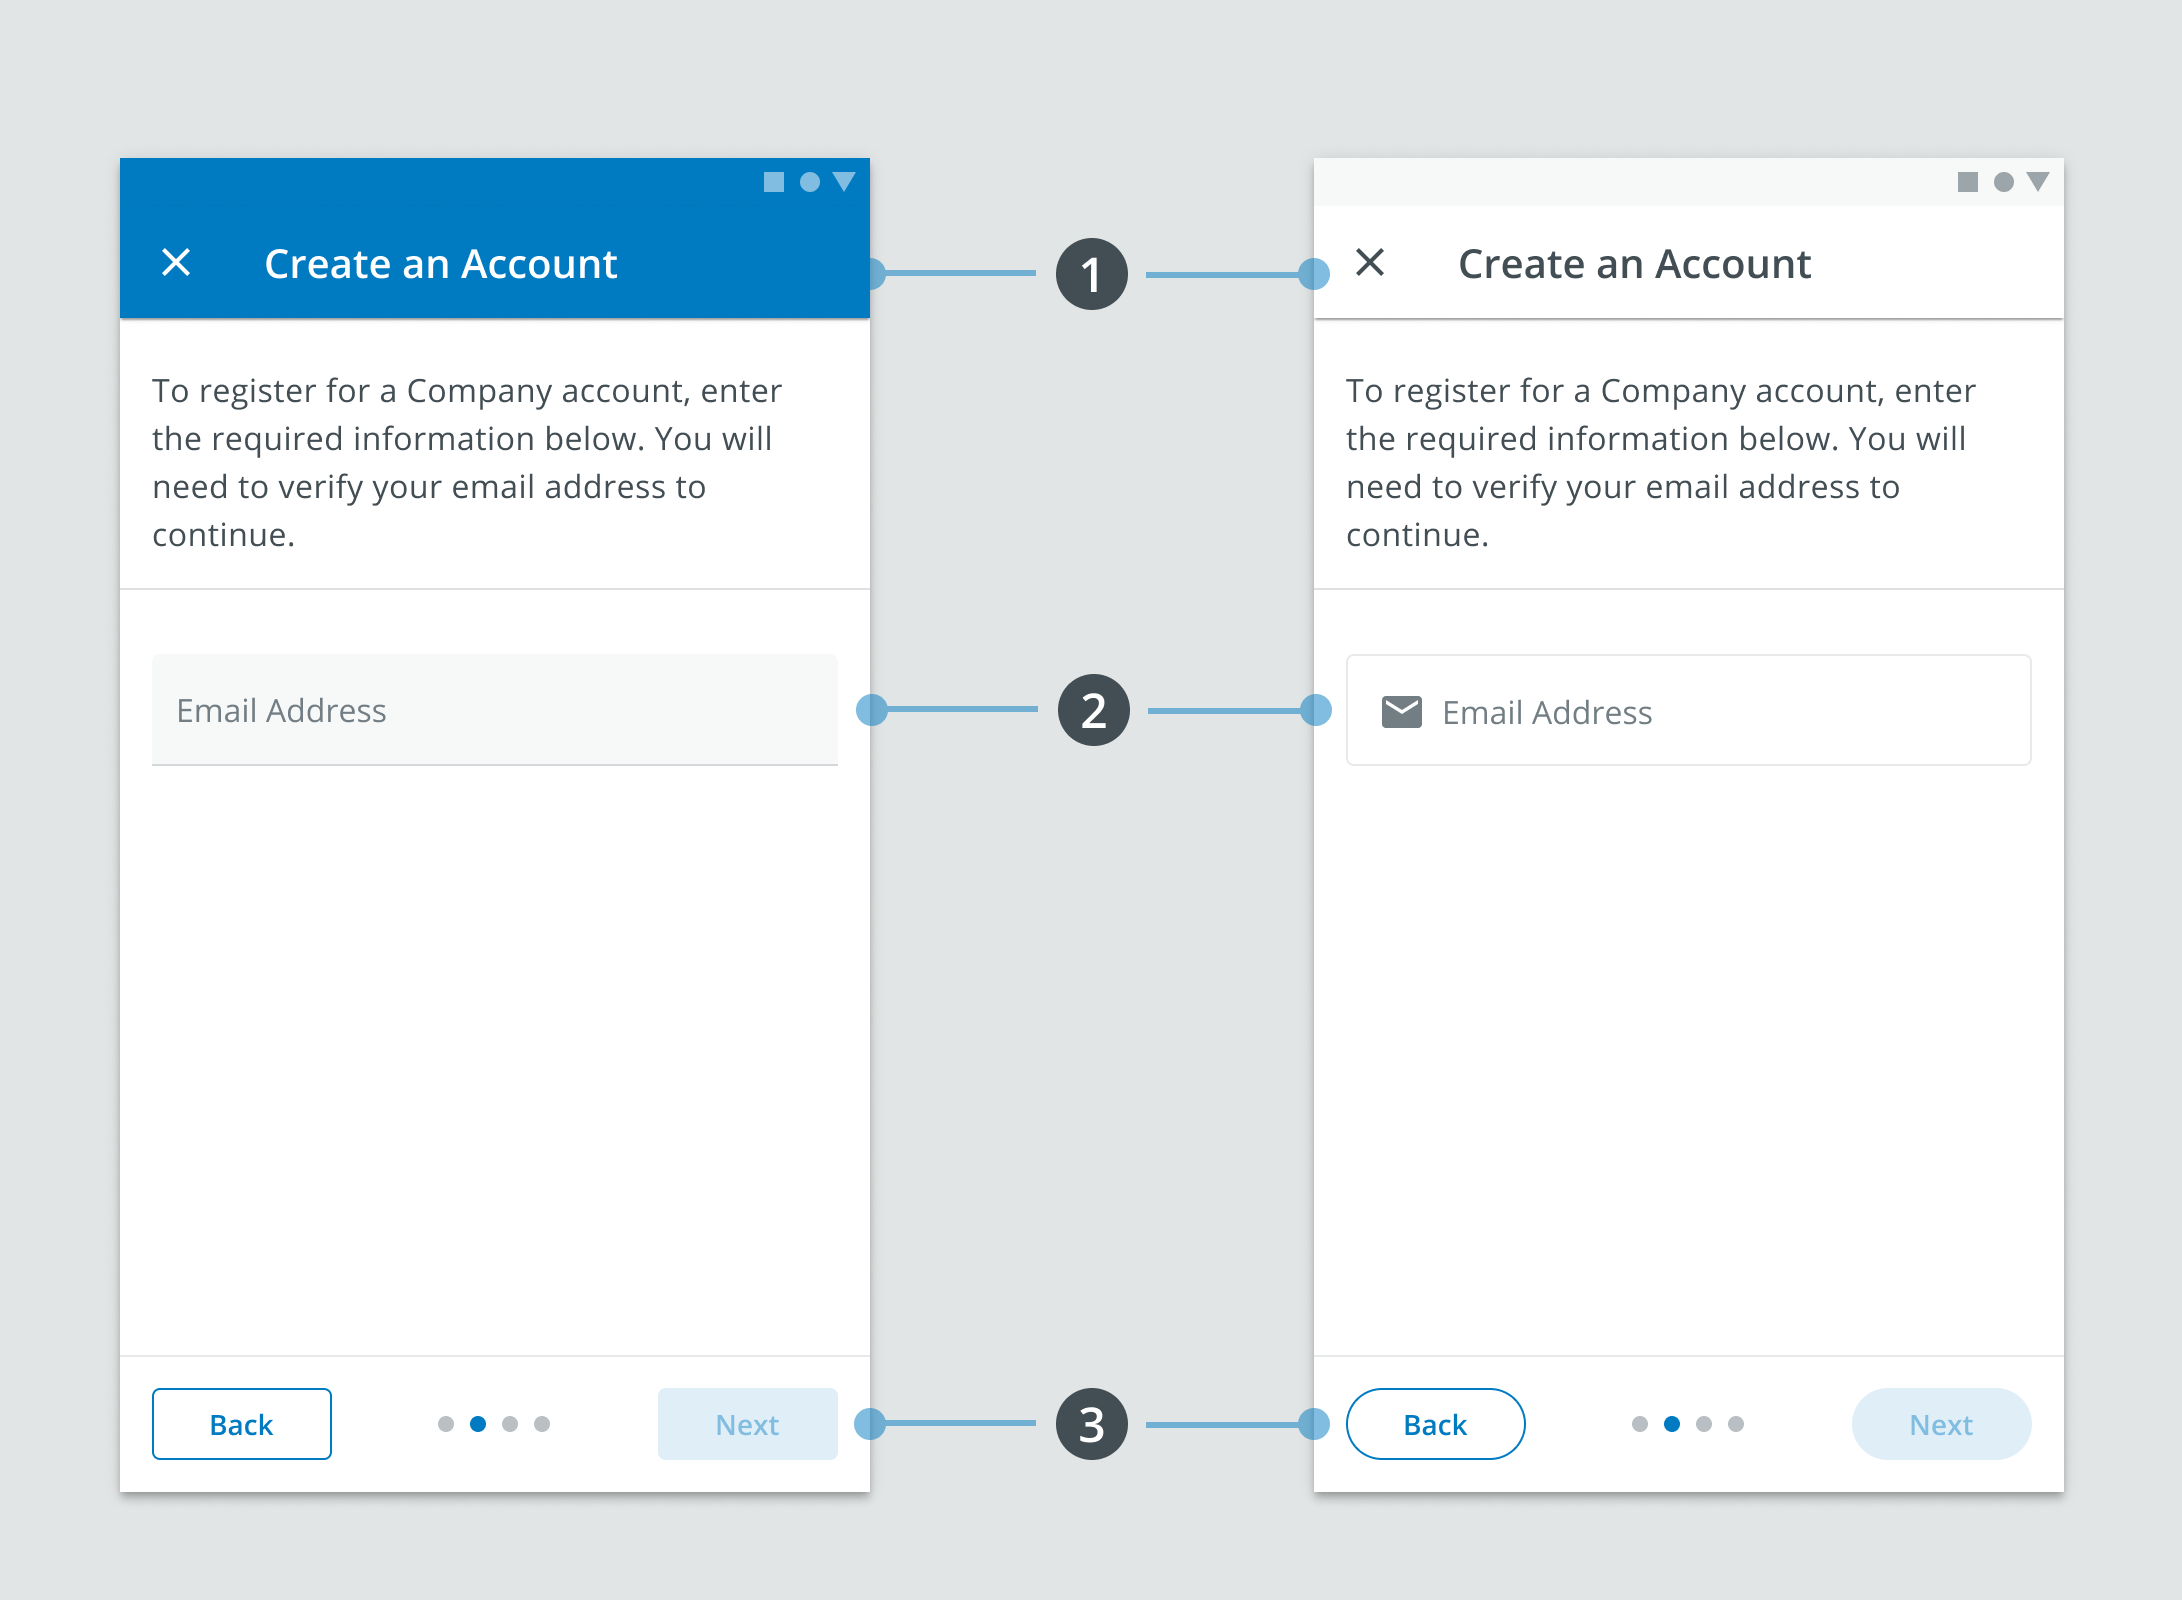 Create an Account
To register for a Company account, enter
the required information below. You will
need to verify your email address to
continue.
Email Address
Back
Next
1
2
3
Create an Account
To register for a Company account, enter
the required information below. You will
need to verify your email address to
continue.
Email Address
Back
Next